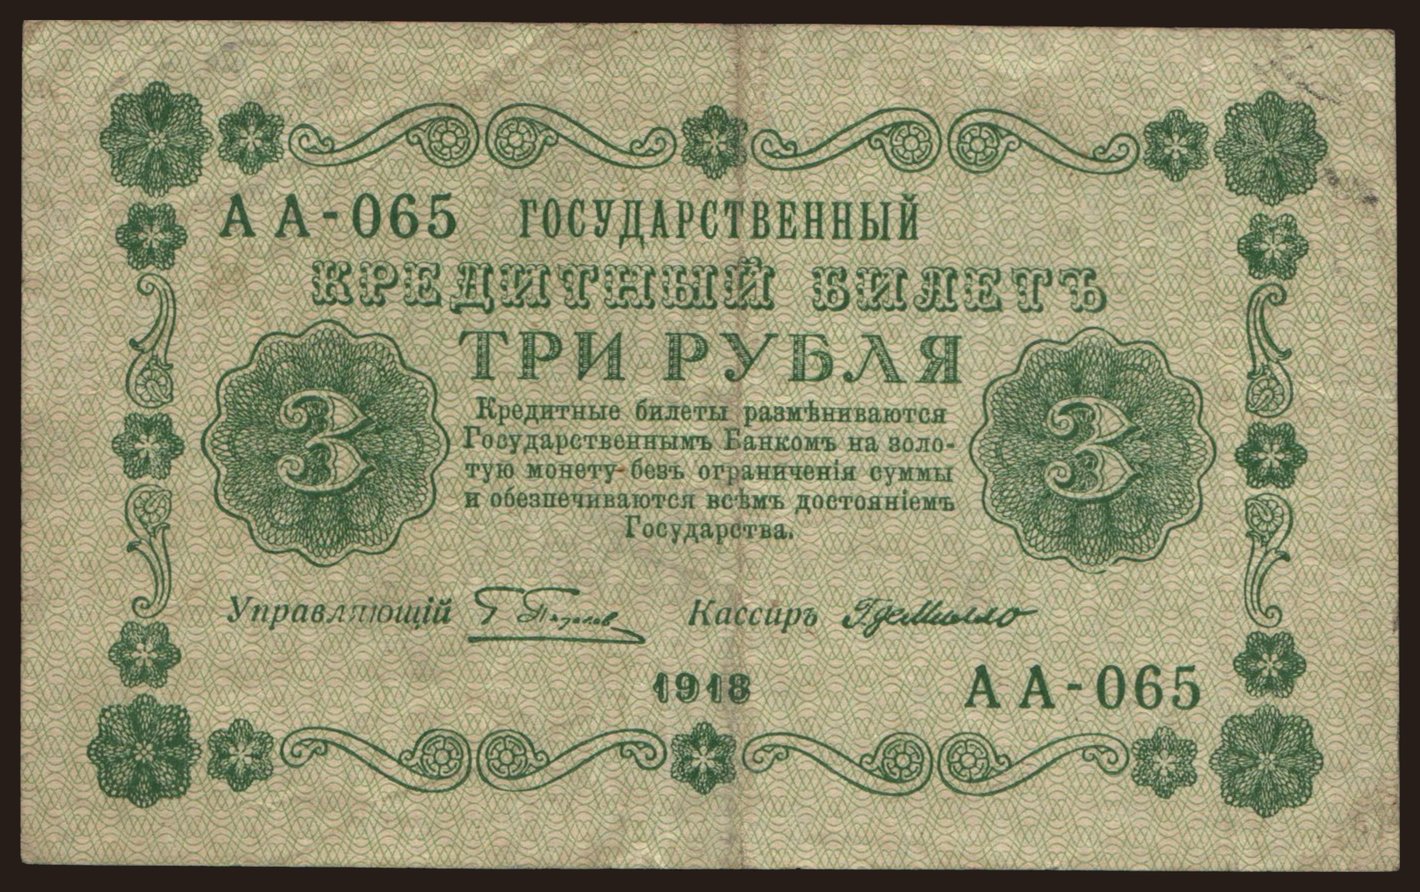 АА-065 ГОСУДАРСТВЕННЫЙ
КРЕДИТНЫЙ БИЛЕТЪ
3 ТРИ РУБЛЯ 3
Кредитные билеты размѣниваются
Государственнымъ Банкомъ на золо-
тую монету безъ ограниченія суммы
и обезпечиваются всѣмъ достояніемъ
Государства.
Управляющій Кассиръ
1918 АА-065